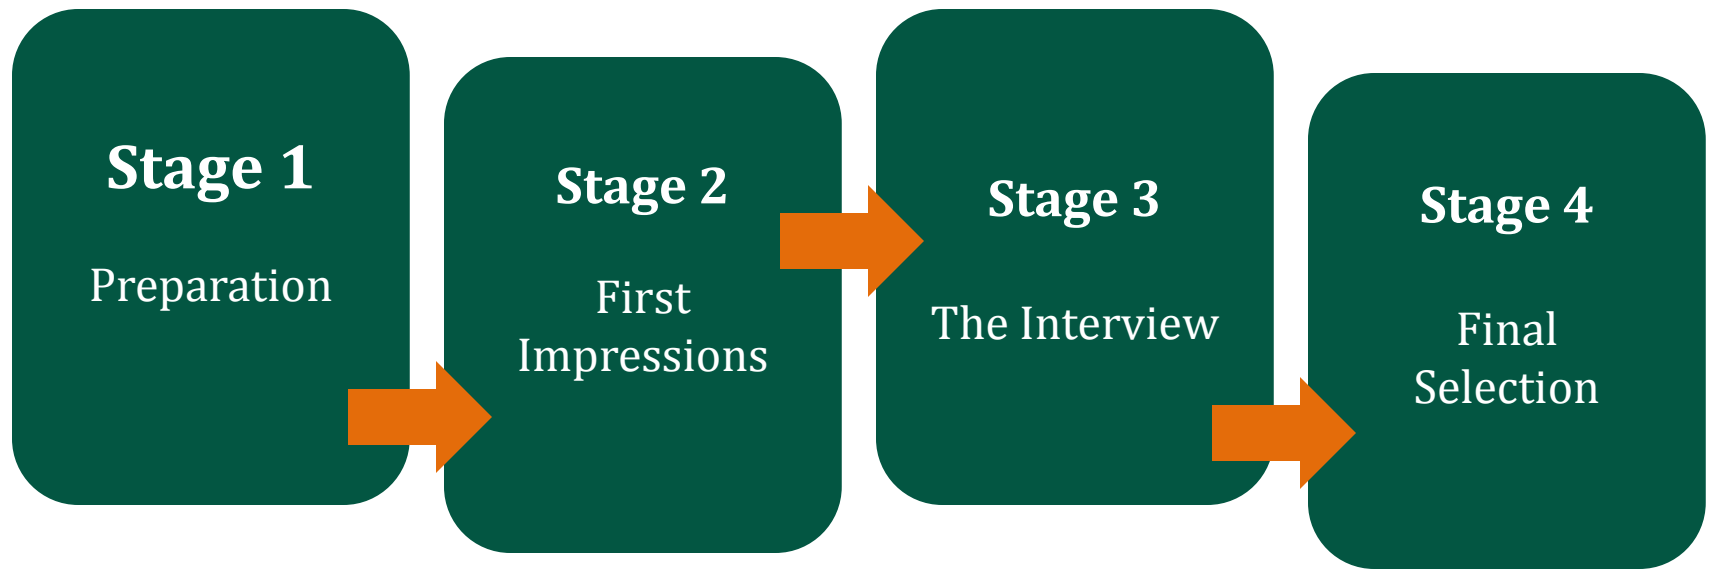 Stage 1
Preparation
Stage 2
First
Impressions
Stage 3
The Interview
Stage 4
Final
Selection